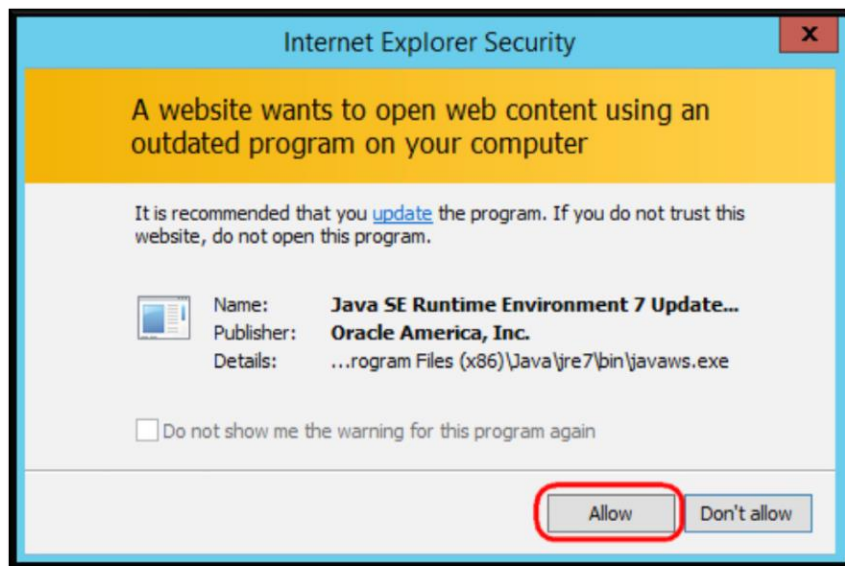 Internet Explorer Security
x
A website wants to open web content using an
outdated program on your computer
It is recommended that you update the program. If you do not trust this
website, do not open this program.
Name: Java SE Runtime Environment 7 Update...
Publisher: Oracle America, Inc.
Details: ...rogram Files (x86)\Java\jre7\bin\javaws.exe
Do not show me the warning for this program again
Allow Don't allow